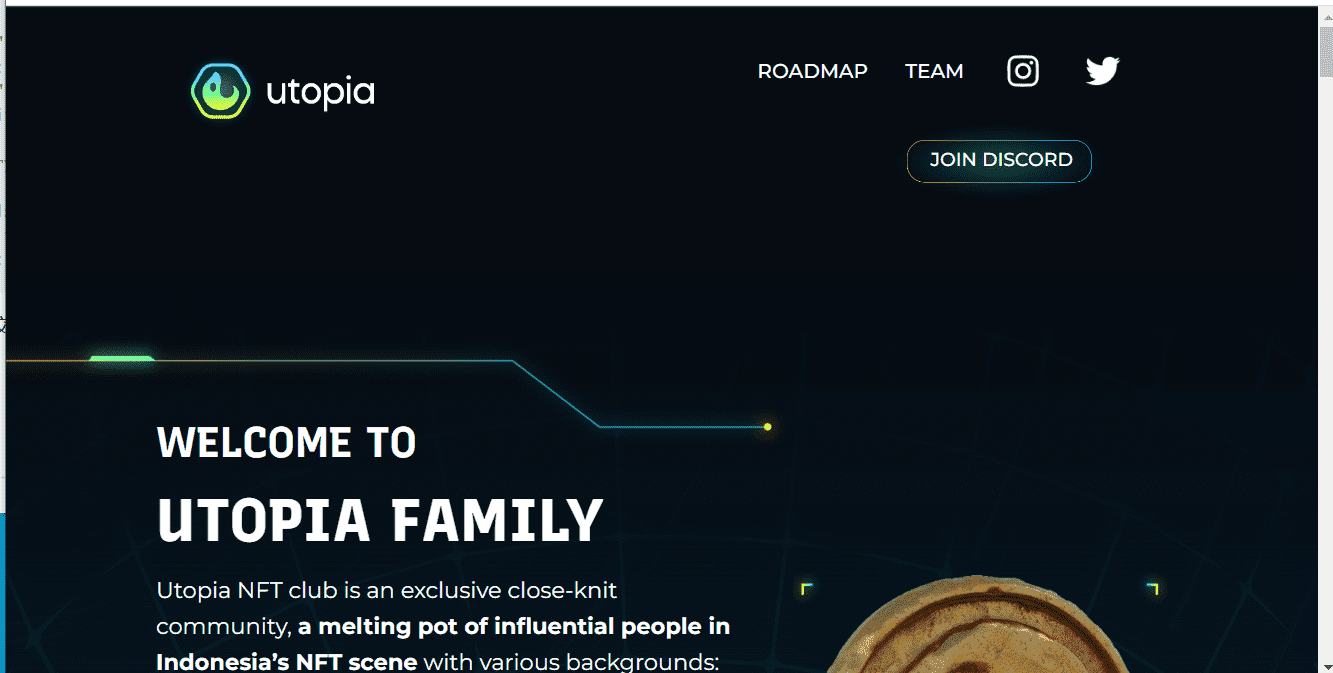 utopia
ROADMAP TEAM
JOIN DISCORD
WELCOME TO
UTOPIA FAMILY
Utopia NFT club is an exclusive close-knit
community, a melting pot of influential people in
Indonesia’s NFT scene with various backgrounds: